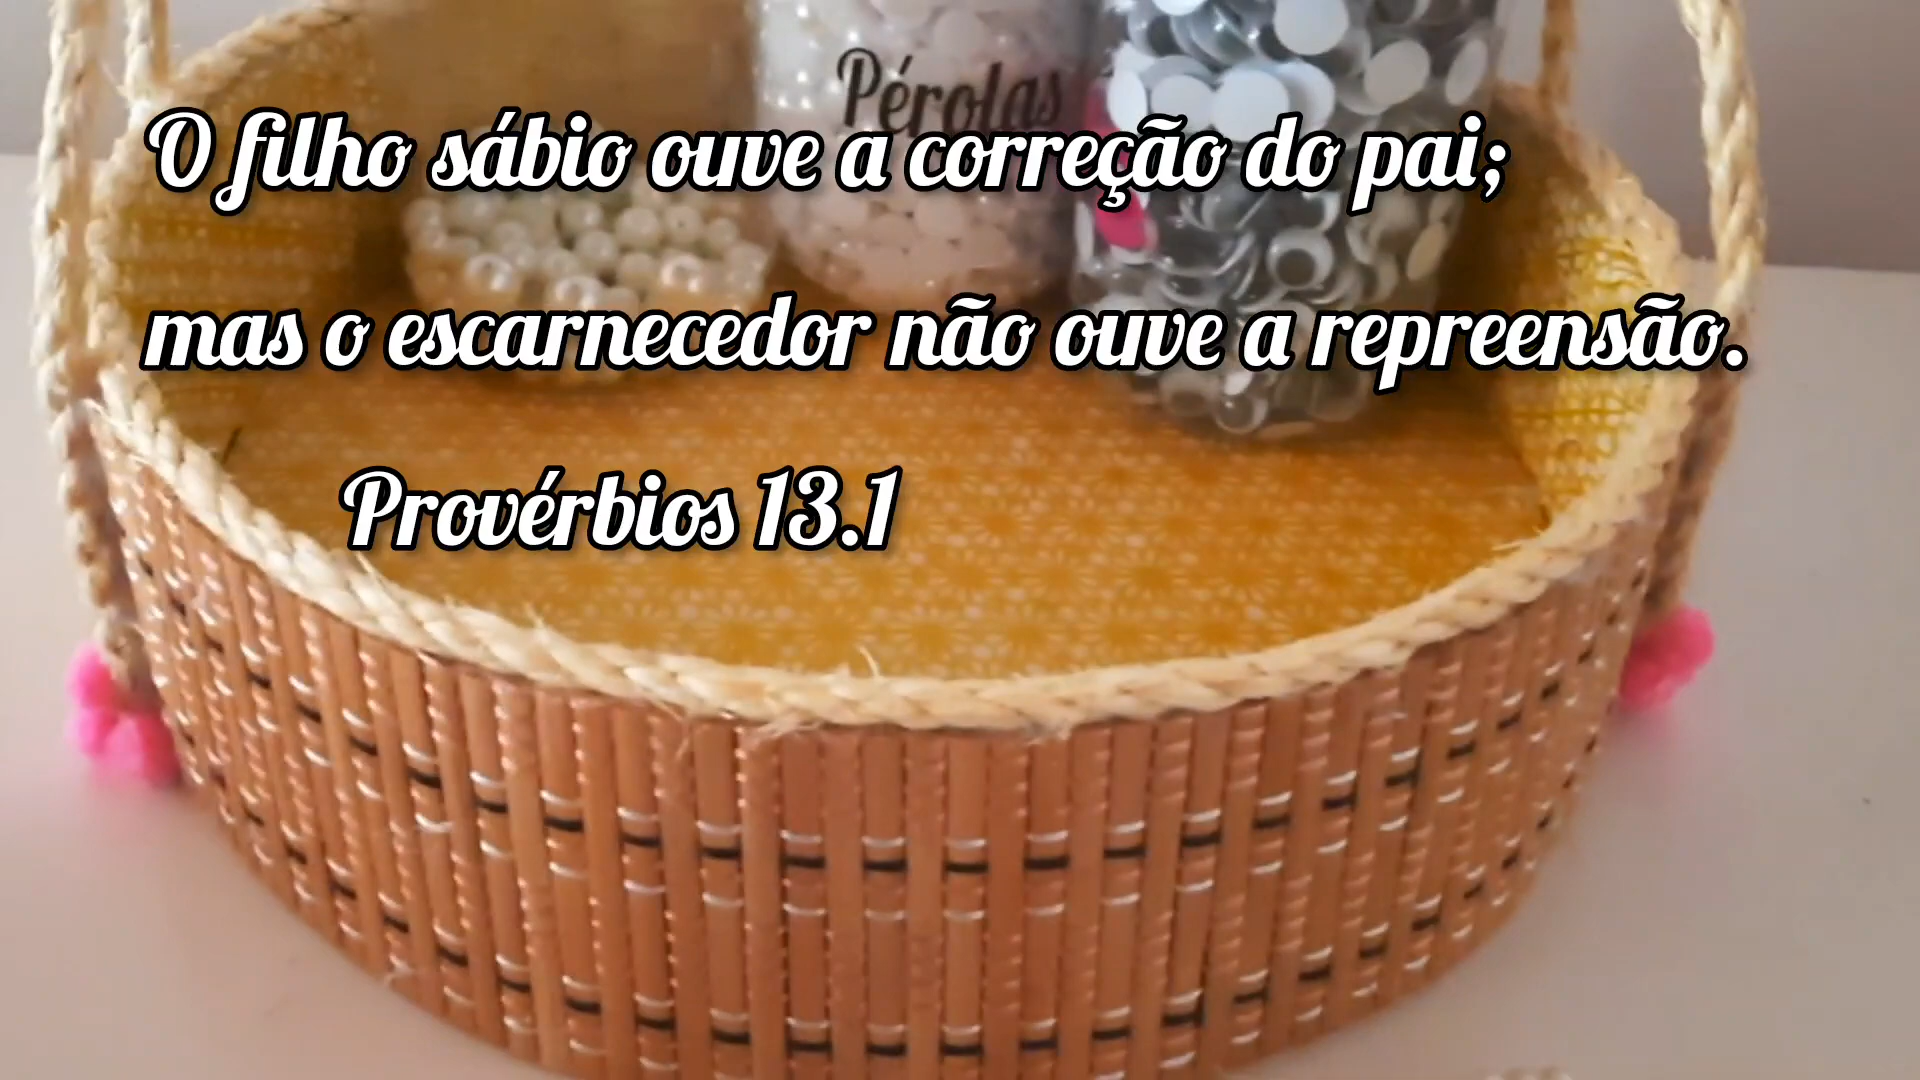 Pérolas
O filho sábio ouve a correção do pai;
mas o escarnecedor não ouve a repreensão.
Provérbios 13.1